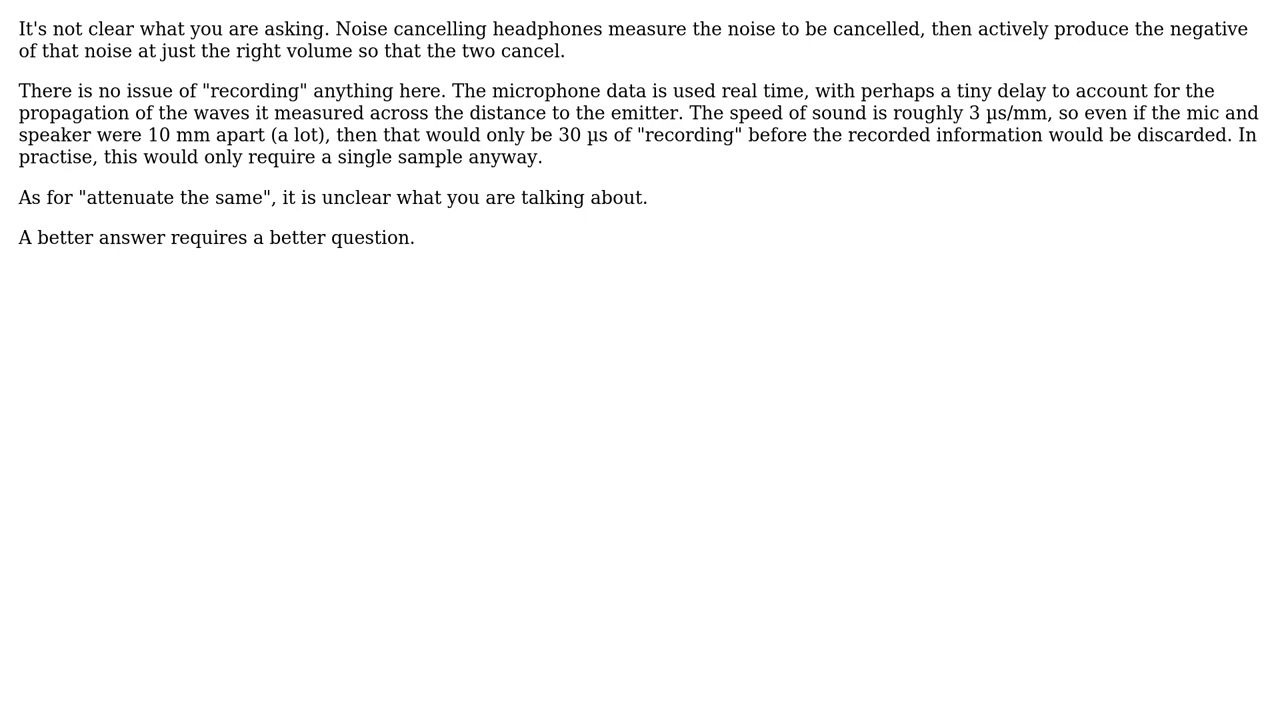 It's not clear what you are asking. Noise cancelling headphones measure the noise to be cancelled, then actively produce the negative
of that noise at just the right volume so that the two cancel.
There is no issue of "recording" anything here. The microphone data is used real time, with perhaps a tiny delay to account for the
propagation of the waves it measured across the distance to the emitter. The speed of sound is roughly 3 µs/mm, so even if the mic and
speaker were 10 mm apart (a lot), then that would only be 30 µs of "recording" before the recorded information would be discarded. In
practise, this would only require a single sample anyway.
As for "attenuate the same", it is unclear what you are talking about.
A better answer requires a better question.